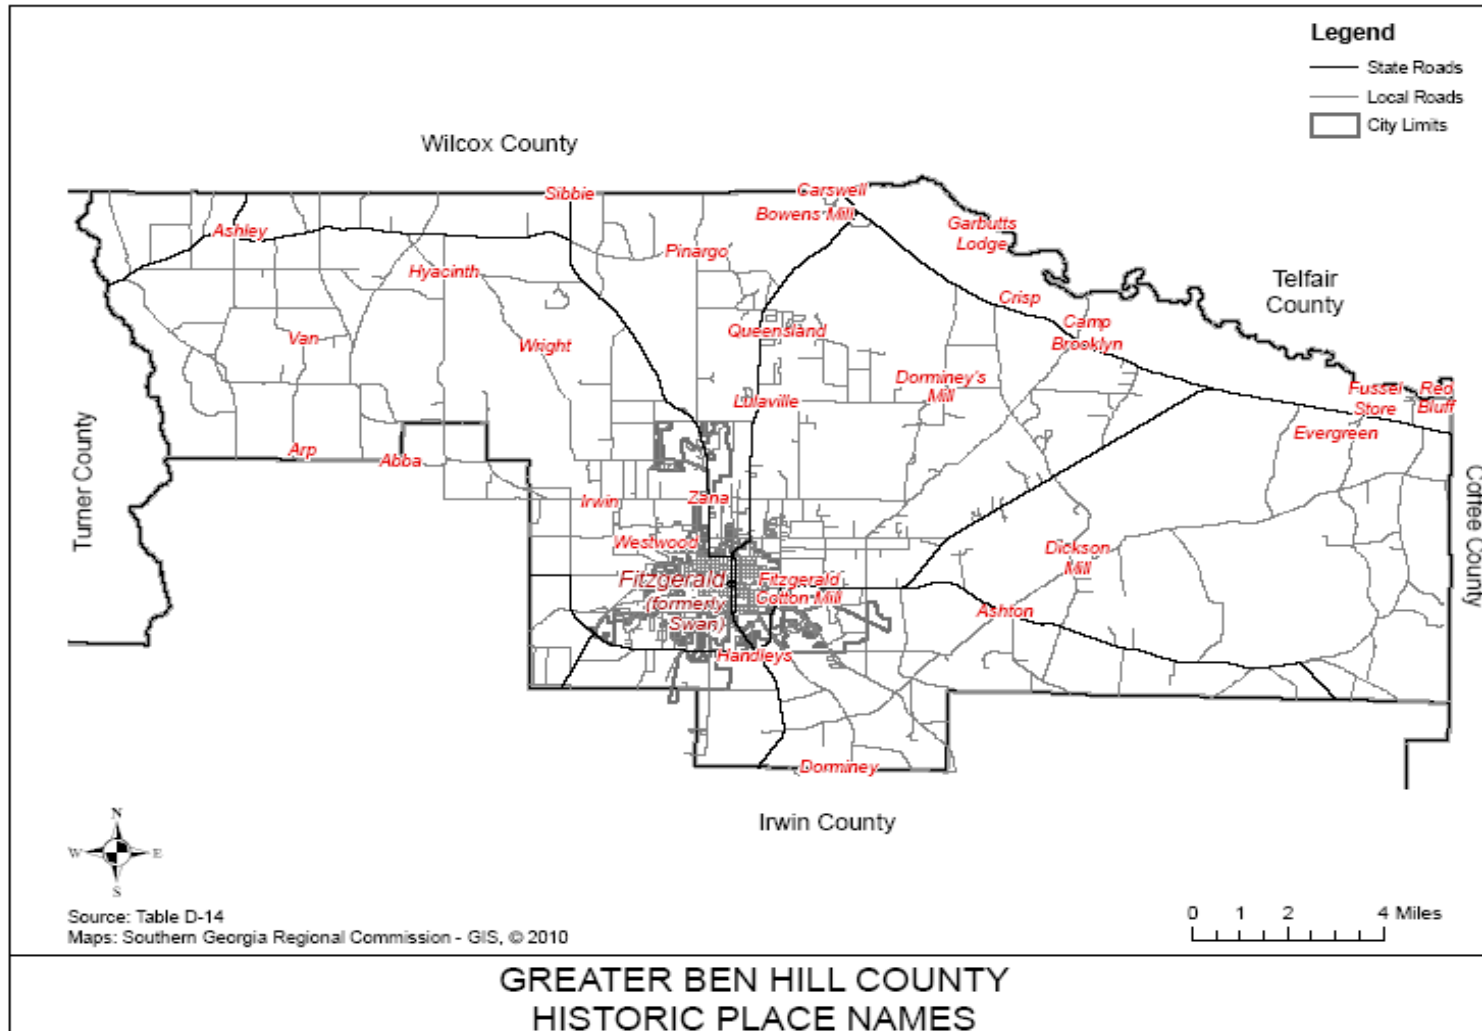 Legend
State Roads
Local Roads
City Limits
Wilcox County
Sibbie
Carswell
Bowens Mill
Garbutts
Lodge
Ashley
Pinargo
Hyacinth
Telfair
County
Crisp
Camp
Brooklyn
Queensland
Van
Wright
Dorminey's
Mill
Lulaville
Fussel
Store
Red
Bluff
Evergreen
Arp
Abba
Turner County
Coffee County
Irwin
Zana
Westwood
Dickson
Mill
Fitzgerald
(formerly
Swan)
Fitzgerald
Cotton Mill
Ashton
Handleys
Dorminey
Irwin County
N
W
E
S
Source: Table D-14
Maps: Southern Georgia Regional Commission - GIS, © 2010
0 1 2 4 Miles
GREATER BEN HILL COUNTY
HISTORIC PLACE NAMES